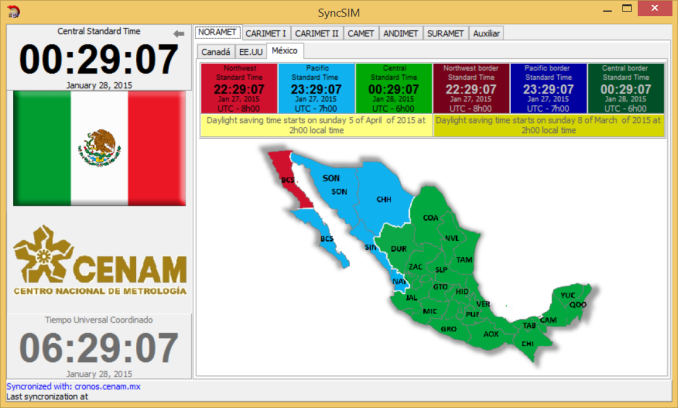 SyncSIM
Central Standard Time
00:29:07
January 28, 2015
CENAM
CENTRO NACIONAL DE METROLOGÍA
Tiempo Universal Coordinado
06:29:07
January 28, 2015
NORAMET CARIMET I CARIMET II CAMET ANDIMET SURAMET Auxiliar
Canadá EE.UU México
Northwest Standard Time
22:29:07
Jan 27, 2015
UTC - 8h00
Pacific Standard Time
23:29:07
Jan 27, 2015
UTC - 7h00
Central Standard Time
00:29:07
Jan 28, 2015
UTC - 6h00
Northwest border Standard Time
22:29:07
Jan 27, 2015
UTC - 8h00
Pacific border Standard Time
23:29:07
Jan 27, 2015
UTC - 7h00
Central border Standard Time
00:29:07
Jan 28, 2015
UTC - 6h00
Daylight saving time starts on sunday 5 of April of 2015 at
2h00 local time
Daylight saving time starts on sunday 8 of March of 2015 at
2h00 local time
BCS
SON
SON
CHH
COA
BCS
SIN
DUR
NVL
TAM
ZAC
SLP
NAI
JAL
GTO
HID
VER
MIC
PUE
GRO
AOX
TAB
CHI
CAM
YUC
QOO
Syncronized with: cronos.cenam.mx
Last syncronization at